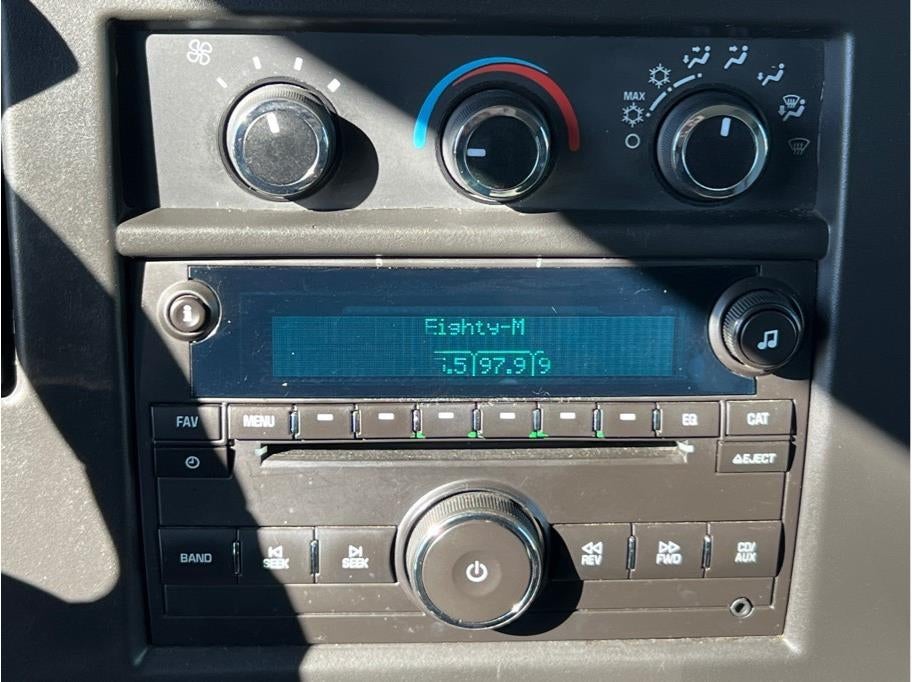 MAX
i
Eighty-M
.5 97.9 9
FAV MENU EQ CAT
EJECT
BAND SEEK SEEK REV FWD CD/
AUX